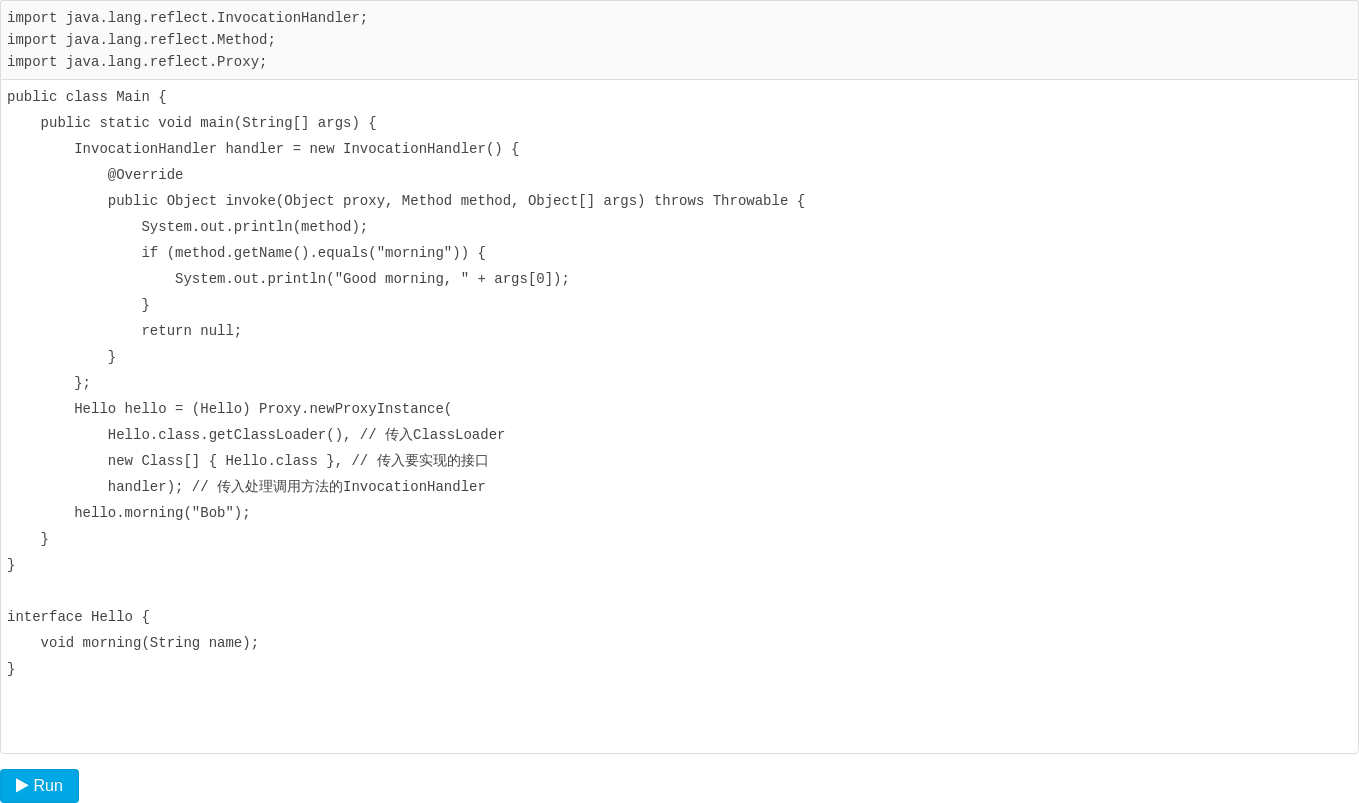 import java.lang.reflect.InvocationHandler;
import java.lang.reflect.Method;
import java.lang.reflect.Proxy;
public class Main {
    public static void main(String[] args) {
        InvocationHandler handler = new InvocationHandler() {
            @Override
            public Object invoke(Object proxy, Method method, Object[] args) throws Throwable {
                System.out.println(method);
                if (method.getName().equals("morning")) {
                    System.out.println("Good morning, " + args[0]);
                }
                return null;
            }
        };
        Hello hello = (Hello) Proxy.newProxyInstance(
            Hello.class.getClassLoader(), // 传入ClassLoader
            new Class[] { Hello.class }, // 传入要实现的接口
            handler); // 传入处理调用方法的InvocationHandler
        hello.morning("Bob");
    }
}
interface Hello {
    void morning(String name);
}
Run